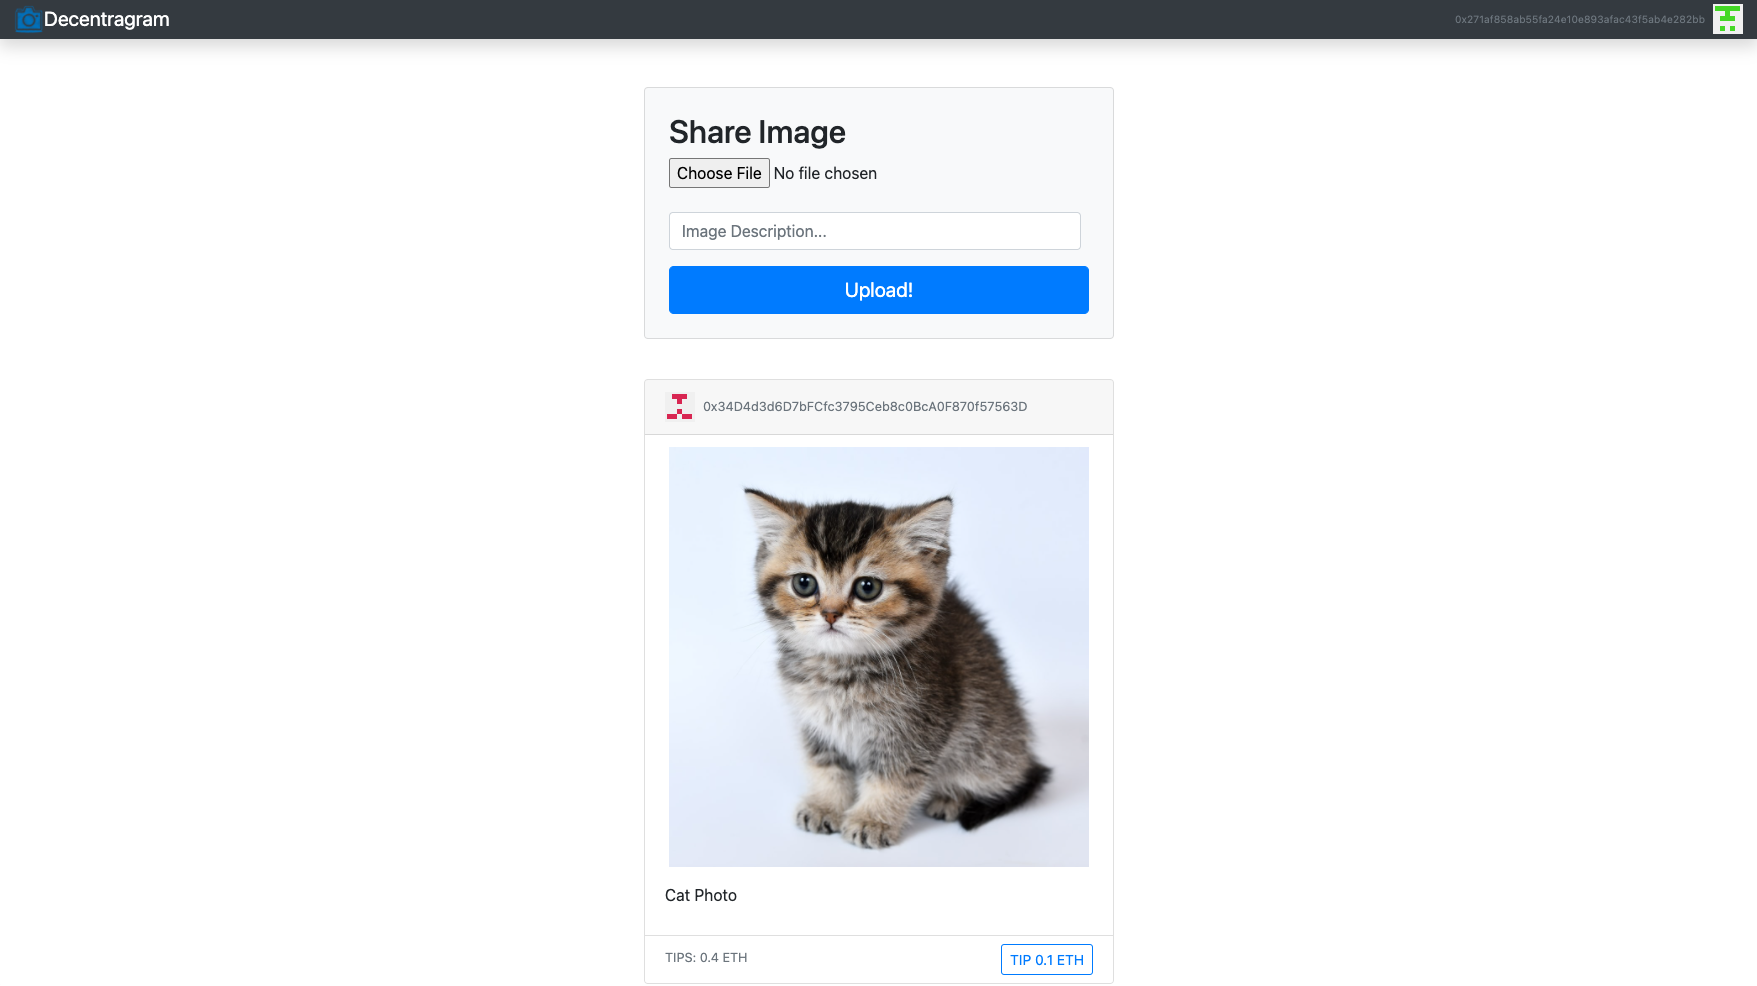 Decentragram
0x271af858ab55fa24e10e893afac43f5ab4e282bb
Share Image
Choose File No file chosen
Image Description...
Upload!
0x34D4d3d6D7bFCfc3795Ceb8c0BcA0F870f57563D
Cat Photo
TIPS: 0.4 ETH
TIP 0.1 ETH